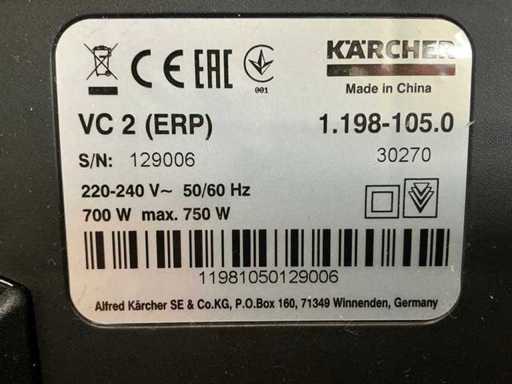 CE EAC
001
KÄRCHER
Made in China
VC 2 (ERP) 1.198-105.0
S/N: 129006 30270
220-240 V~ 50/60 Hz
700 W max. 750 W
11981050129006
Alfred Kärcher SE & Co.KG, P.O.Box 160, 71349 Winnenden, Germany